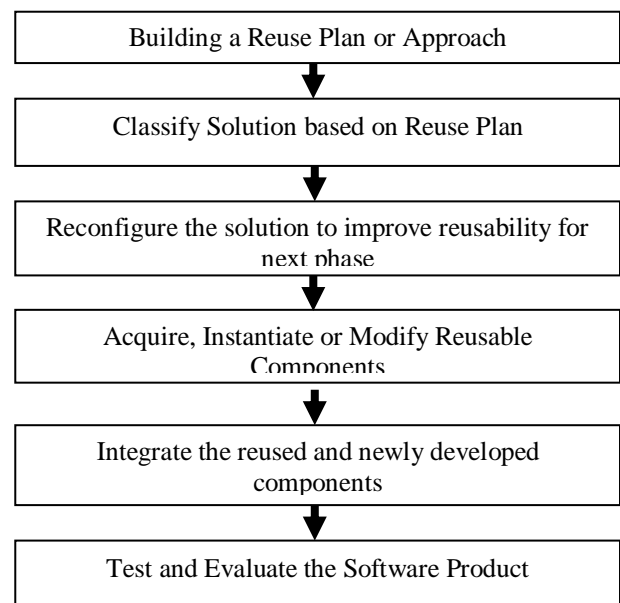 Building a Reuse Plan or Approach
Classify Solution based on Reuse Plan
Reconfigure the solution to improve reusability for
next phase
Acquire, Instantiate or Modify Reusable
Components
Integrate the reused and newly developed
components
Test and Evaluate the Software Product